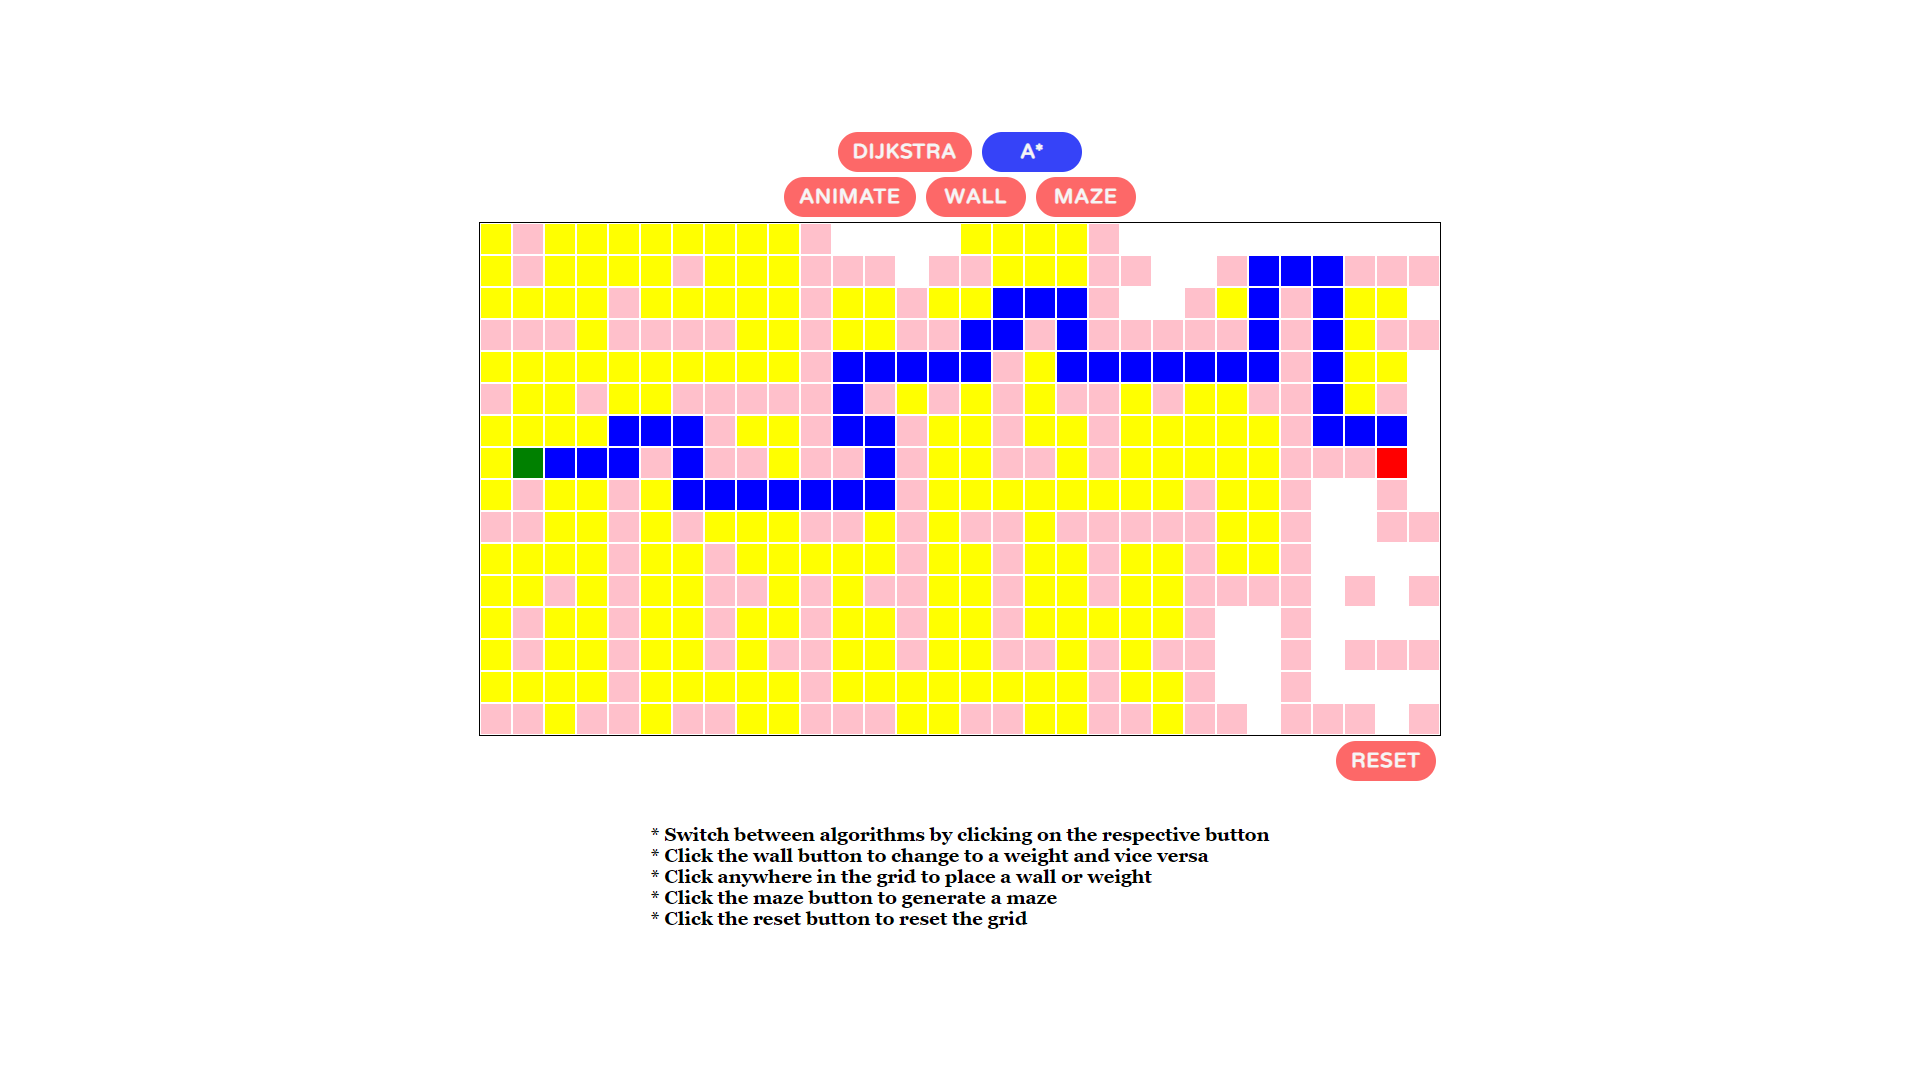 DIJKSTRA A*
ANIMATE WALL MAZE
RESET
* Switch between algorithms by clicking on the respective button
* Click the wall button to change to a weight and vice versa
* Click anywhere in the grid to place a wall or weight
* Click the maze button to generate a maze
* Click the reset button to reset the grid